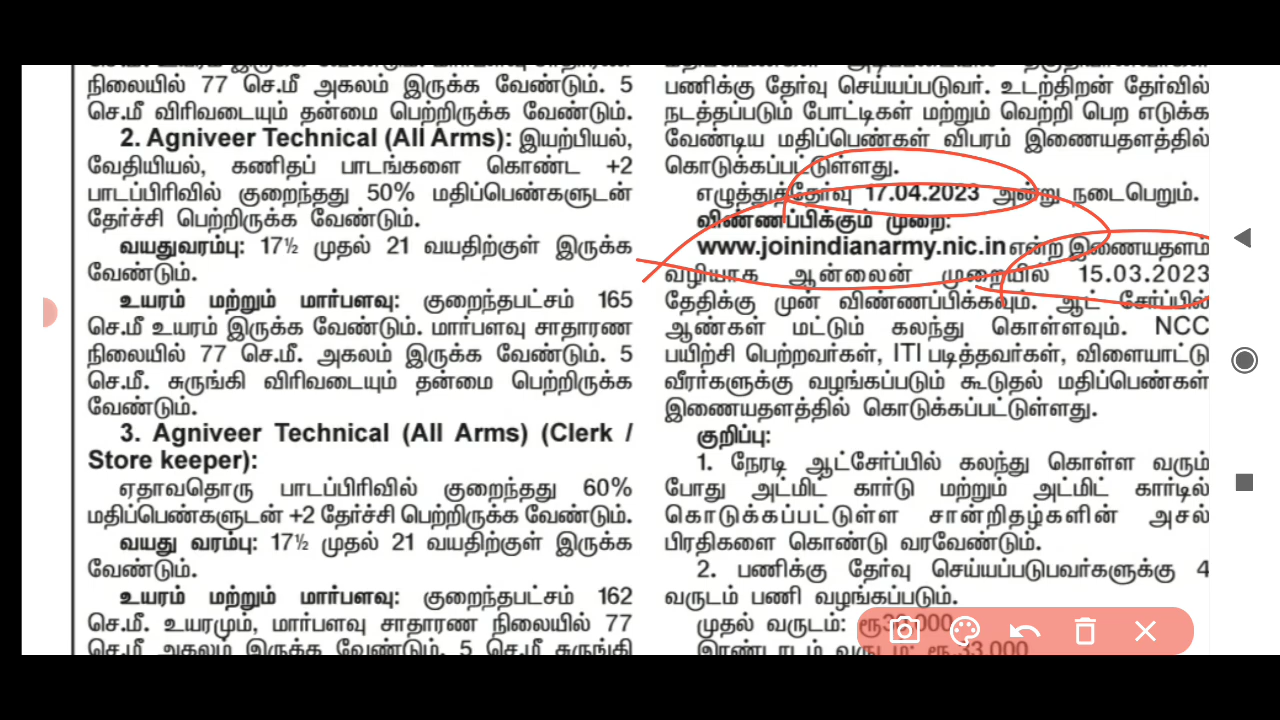 நிலையில் 77 செ.மீ அகலம் இருக்க வேண்டும். 5
செ.மீ விரிவடையும் தன்மை பெற்றிருக்க வேண்டும்.
2. Agniveer Technical (All Arms): இயற்பியல்,
வேதியியல், கணிதப் பாடங்களை கொண்ட +2
பாடப்பிரிவில் குறைந்தது 50% மதிப்பெண்களுடன்
தேர்ச்சி பெற்றிருக்க வேண்டும்.
வயதுவரம்பு: 17½ முதல் 21 வயதிற்குள் இருக்க
வேண்டும்.
உயரம் மற்றும் மார்பளவு: குறைந்தபட்சம் 165
செ.மீ உயரம் இருக்க வேண்டும். மார்பளவு சாதாரண
நிலையில் 77 செ.மீ. அகலம் இருக்க வேண்டும். 5
செ.மீ. சுருங்கி விரிவடையும் தன்மை பெற்றிருக்க
வேண்டும்.
3. Agniveer Technical (All Arms) (Clerk /
Store keeper):
ஏதாவதொரு பாடப்பிரிவில் குறைந்தது 60%
மதிப்பெண்களுடன் +2 தேர்ச்சி பெற்றிருக்க வேண்டும்.
வயது வரம்பு: 17½ முதல் 21 வயதிற்குள் இருக்க
வேண்டும்.
உயரம் மற்றும் மார்பளவு: குறைந்தபட்சம் 162
செ.மீ. உயரமும், மார்பளவு சாதாரண நிலையில் 77
செ.மீ அகலம் இருக்க வேண்டும். 5 செ.மீ சுருங்கி
பணிக்கு தேர்வு செய்யப்படுவர். உடற்திறன் தேர்வில்
நடத்தப்படும் போட்டிகள் மற்றும் வெற்றி பெற எடுக்க
வேண்டிய மதிப்பெண்கள் விபரம் இணையதளத்தில்
கொடுக்கப்பட்டுள்ளது.
எழுத்துத்தேர்வு 17.04.2023 அன்று நடைபெறும்.
விண்ணப்பிக்கும் முறை:
www.joinindianarmy.nic.in என்ற இணையதளம்
வழியாக ஆன்லைன் முறையில் 15.03.2023
தேதிக்கு முன் விண்ணப்பிக்கவும். ஆட் சேர்ப்பில்
ஆண்கள் மட்டும் கலந்து கொள்ளவும். NCC
பயிற்சி பெற்றவர்கள், ITI படித்தவர்கள், விளையாட்டு
வீரர்களுக்கு வழங்கப்படும் கூடுதல் மதிப்பெண்கள்
இணையதளத்தில் கொடுக்கப்பட்டுள்ளது.
குறிப்பு:
1. நேரடி ஆட்சேர்ப்பில் கலந்து கொள்ள வரும்
போது அட்மிட் கார்டு மற்றும் அட்மிட் கார்டில்
கொடுக்கப்பட்டுள்ள சான்றிதழ்களின் அசல்
பிரதிகளை கொண்டு வரவேண்டும்.
2. பணிக்கு தேர்வு செய்யப்படுபவர்களுக்கு 4
வருடம் பணி வழங்கப்படும்.
முதல் வருடம்:
இரண்டாம் வருடம்: ரூ.33,000